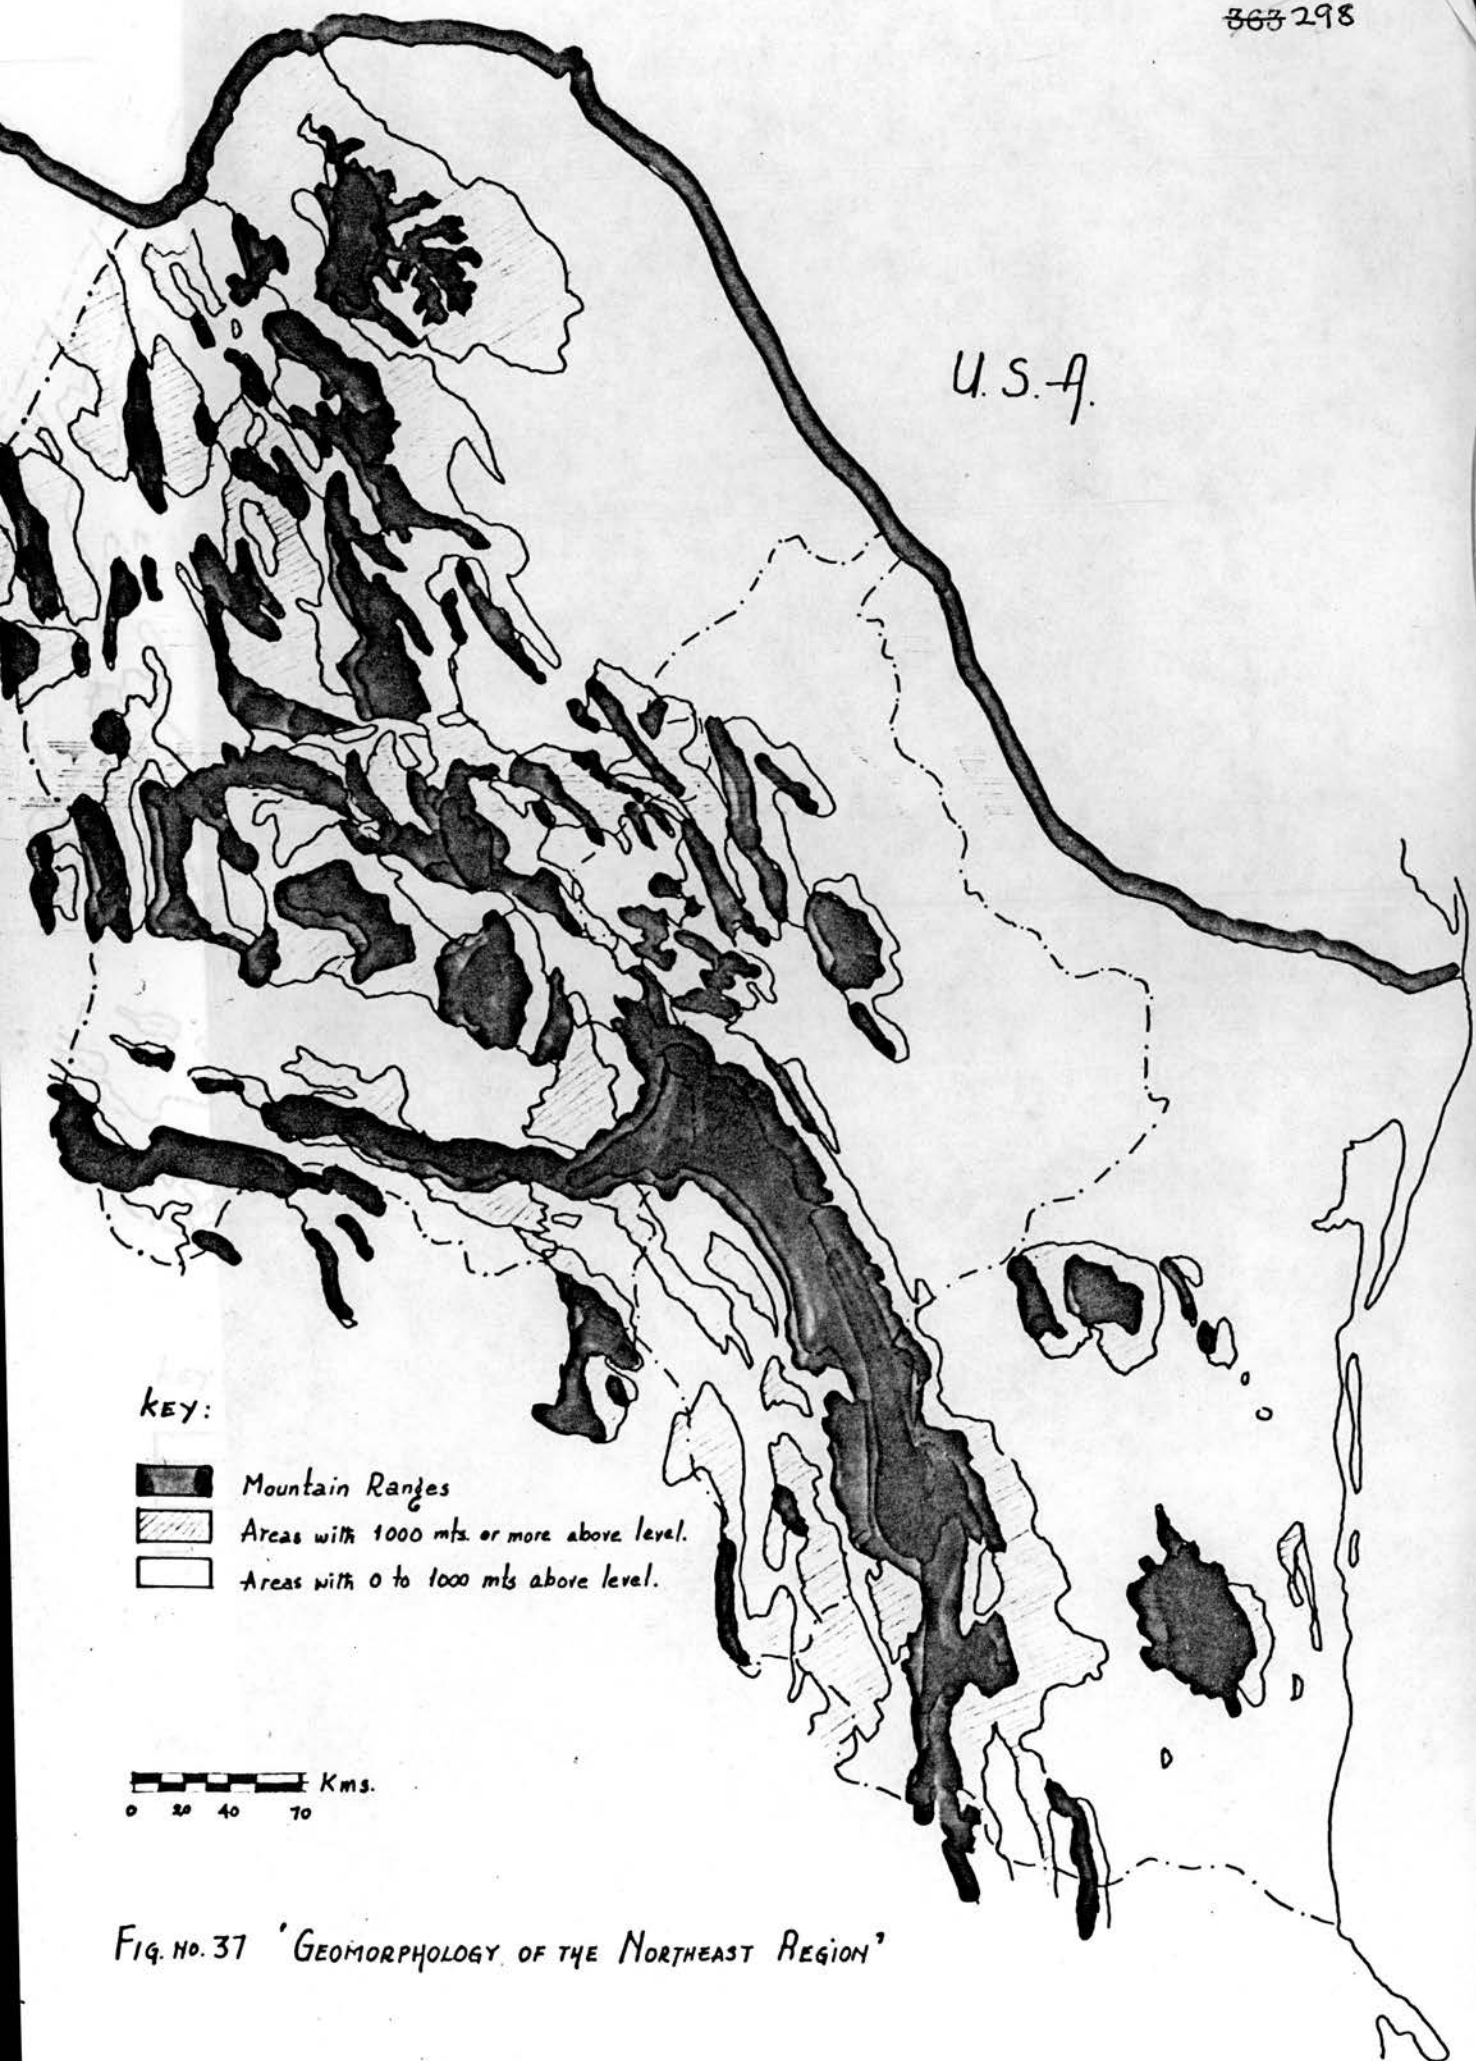 363 298
U.S.A.
KEY:
Mountain Ranges
Areas with 1000 mts. or more above level.
Areas with 0 to 1000 mts above level.
Kms.
0 20 40 70
FIG. NO. 37 'GEOMORPHOLOGY OF THE NORTHEAST REGION'